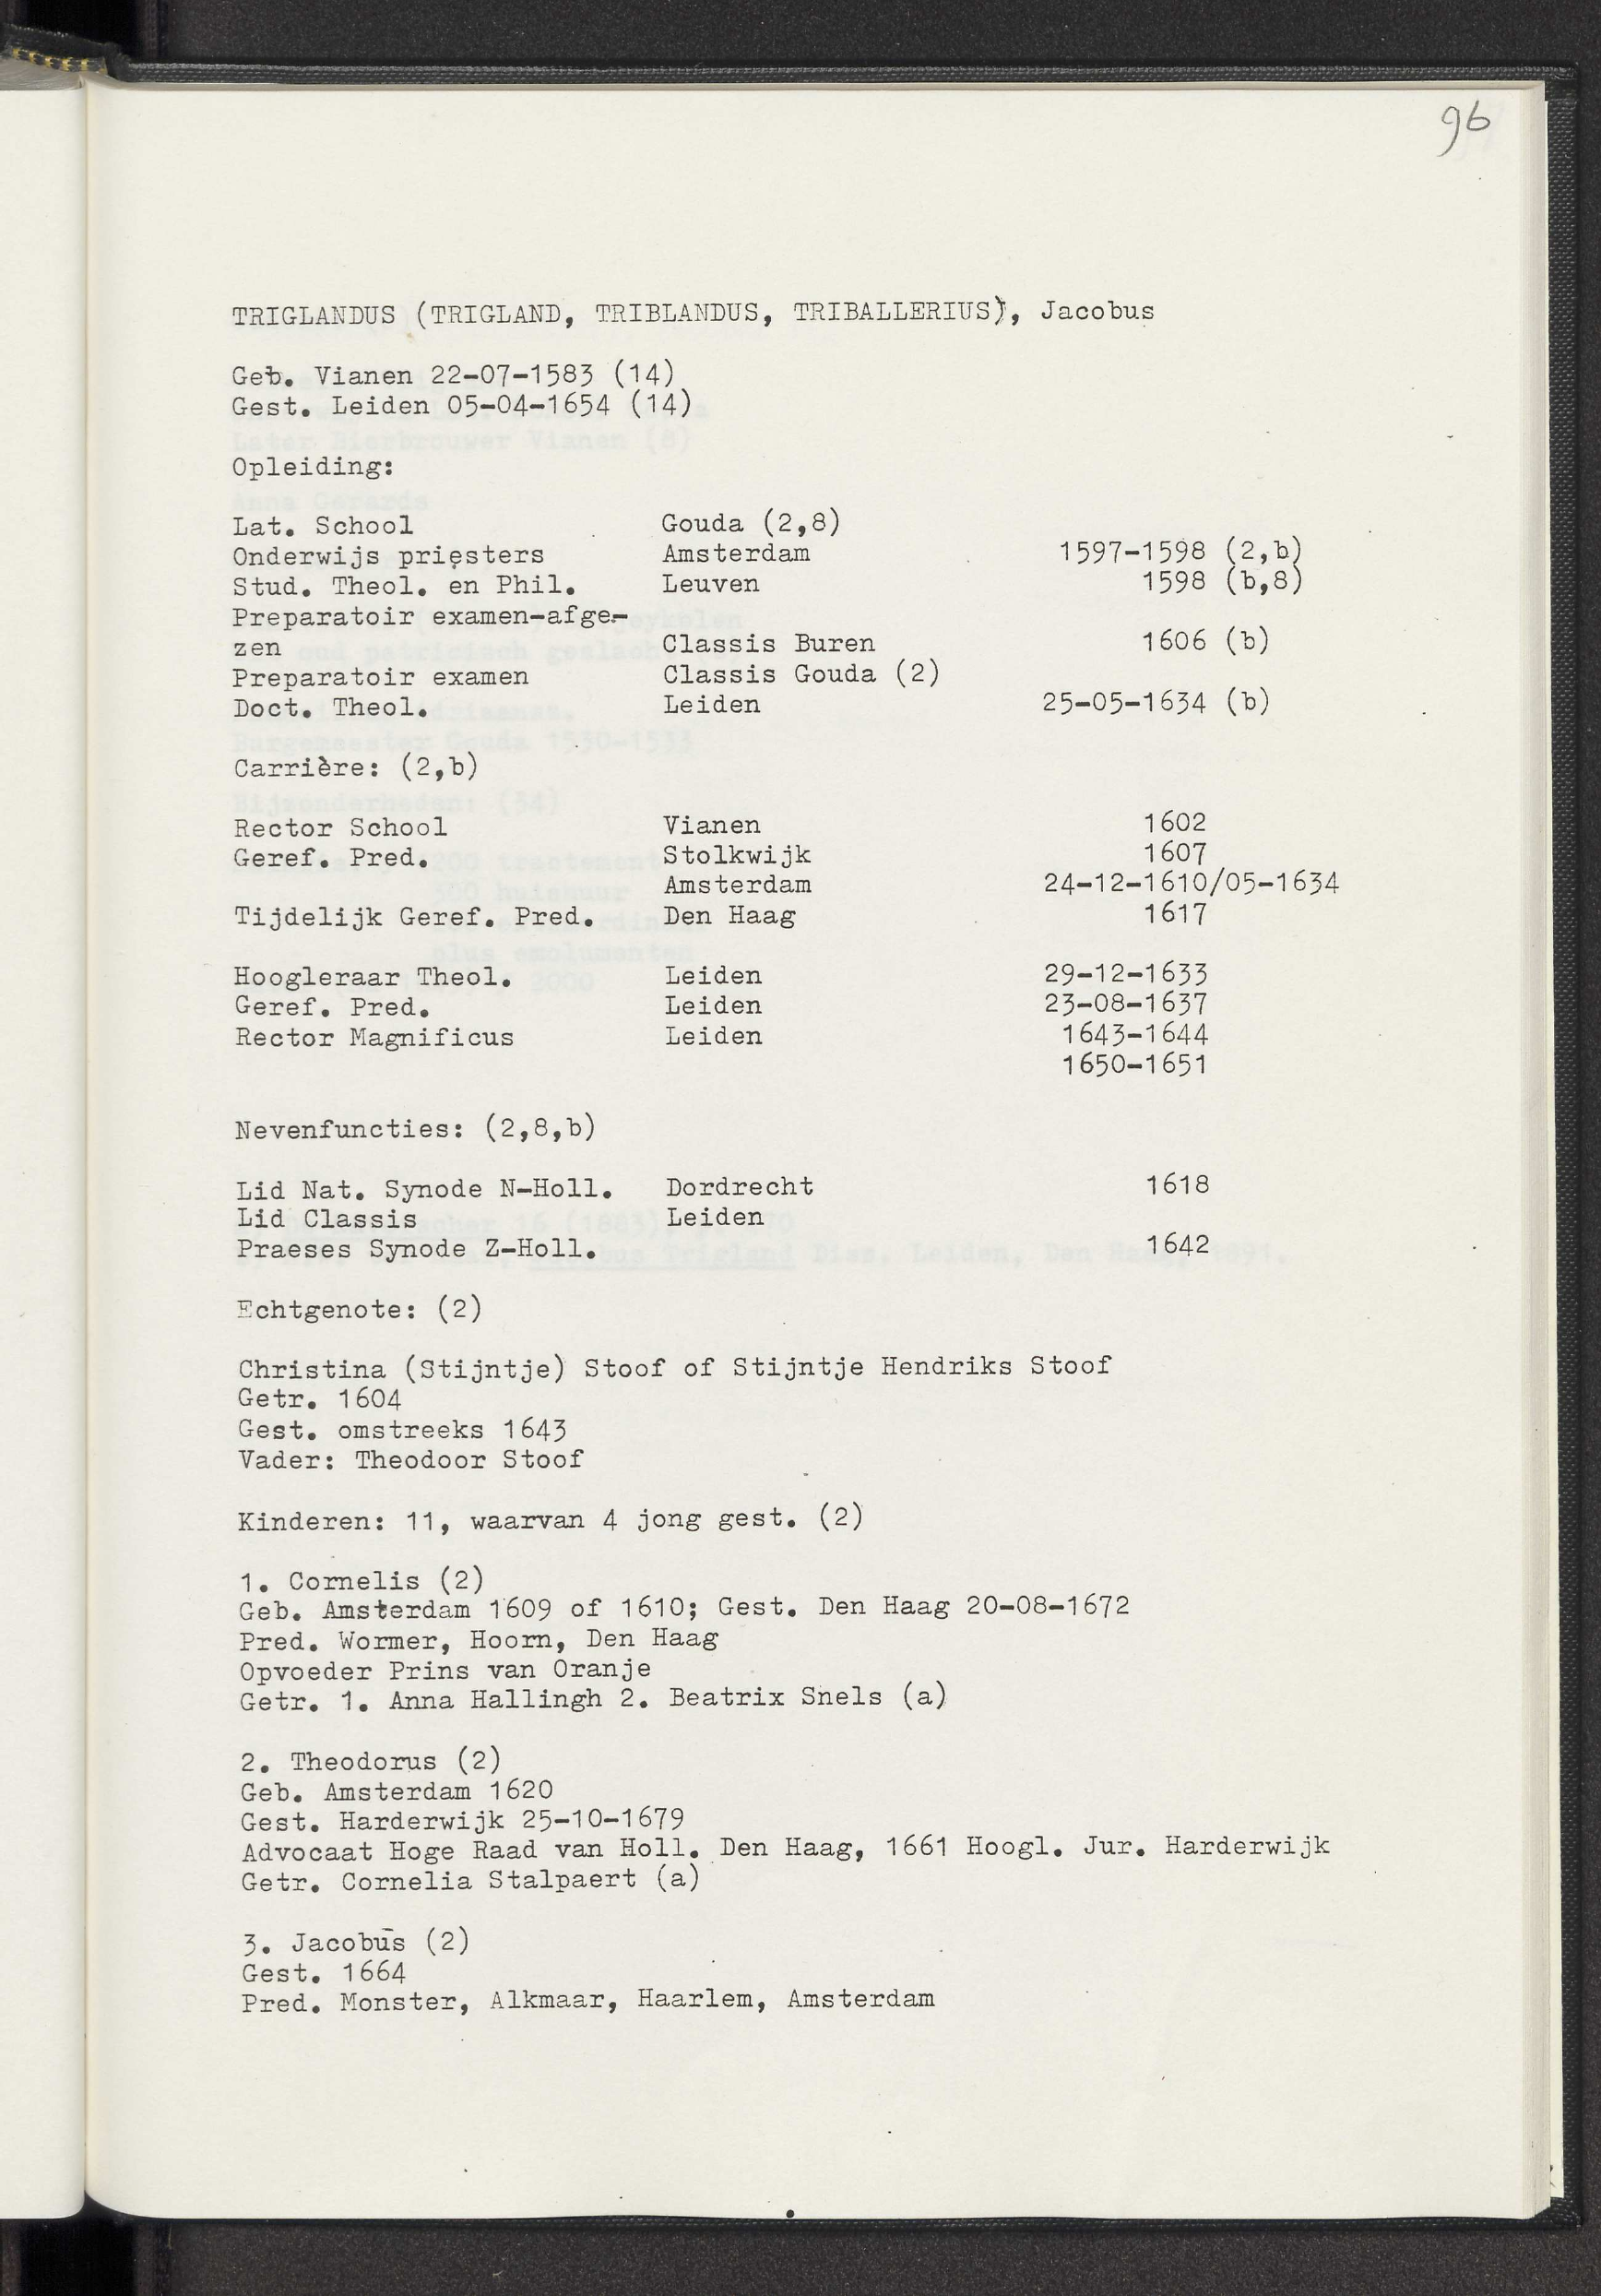 96
TRIGLANDUS (TRIGLAND, TRIBLANDUS, TRIBALLERIUS), Jacobus
Geb. Vianen 22-07-1583 (14)
Gest. Leiden 05-04-1654 (14)
Opleiding:
Lat. School Gouda (2,8)
Onderwijs priesters Amsterdam 1597-1598 (2,b)
Stud. Theol. en Phil. Leuven 1598 (b,8)
Preparatoir examen-afge-
zen Classis Buren 1606 (b)
Preparatoir examen Classis Gouda (2)
Doct. Theol. Leiden 25-05-1634 (b)
Carrière: (2,b)
Rector School Vianen 1602
Geref. Pred. Stolkwijk 1607
Amsterdam 24-12-1610/05-1634
Tijdelijk Geref. Pred. Den Haag 1617
Hoogleraar Theol. Leiden 29-12-1633
Geref. Pred. Leiden 23-08-1637
Rector Magnificus Leiden 1643-1644
1650-1651
Nevenfuncties: (2,8,b)
Lid Nat. Synode N-Holl. Dordrecht 1618
Lid Classis Leiden
Praeses Synode Z-Holl. 1642
Echtgenote: (2)
Christina (Stijntje) Stoof of Stijntje Hendriks Stoof
Getr. 1604
Gest. omstreeks 1643
Vader: Theodoor Stoof
Kinderen: 11, waarvan 4 jong gest. (2)
1. Cornelis (2)
Geb. Amsterdam 1609 of 1610; Gest. Den Haag 20-08-1672
Pred. Wormer, Hoorn, Den Haag
Opvoeder Prins van Oranje
Getr. 1. Anna Hallingh 2. Beatrix Snels (a)
2. Theodorus (2)
Geb. Amsterdam 1620
Gest. Harderwijk 25-10-1679
Advocaat Hoge Raad van Holl. Den Haag, 1661 Hoogl. Jur. Harderwijk
Getr. Cornelia Stalpaert (a)
3. Jacobus (2)
Gest. 1664
Pred. Monster, Alkmaar, Haarlem, Amsterdam